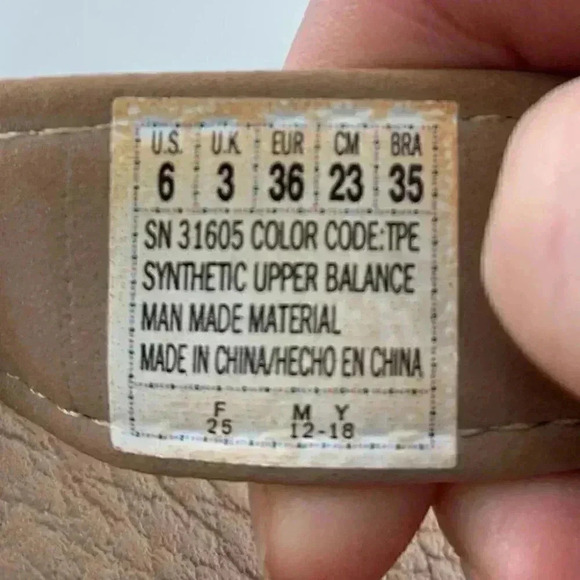 U.S. U.K EUR CM BRA
6 3 36 23 35
SN 31605 COLOR CODE:TPE
SYNTHETIC UPPER BALANCE
MAN MADE MATERIAL
MADE IN CHINA/HECHO EN CHINA
F M Y
25 12-18